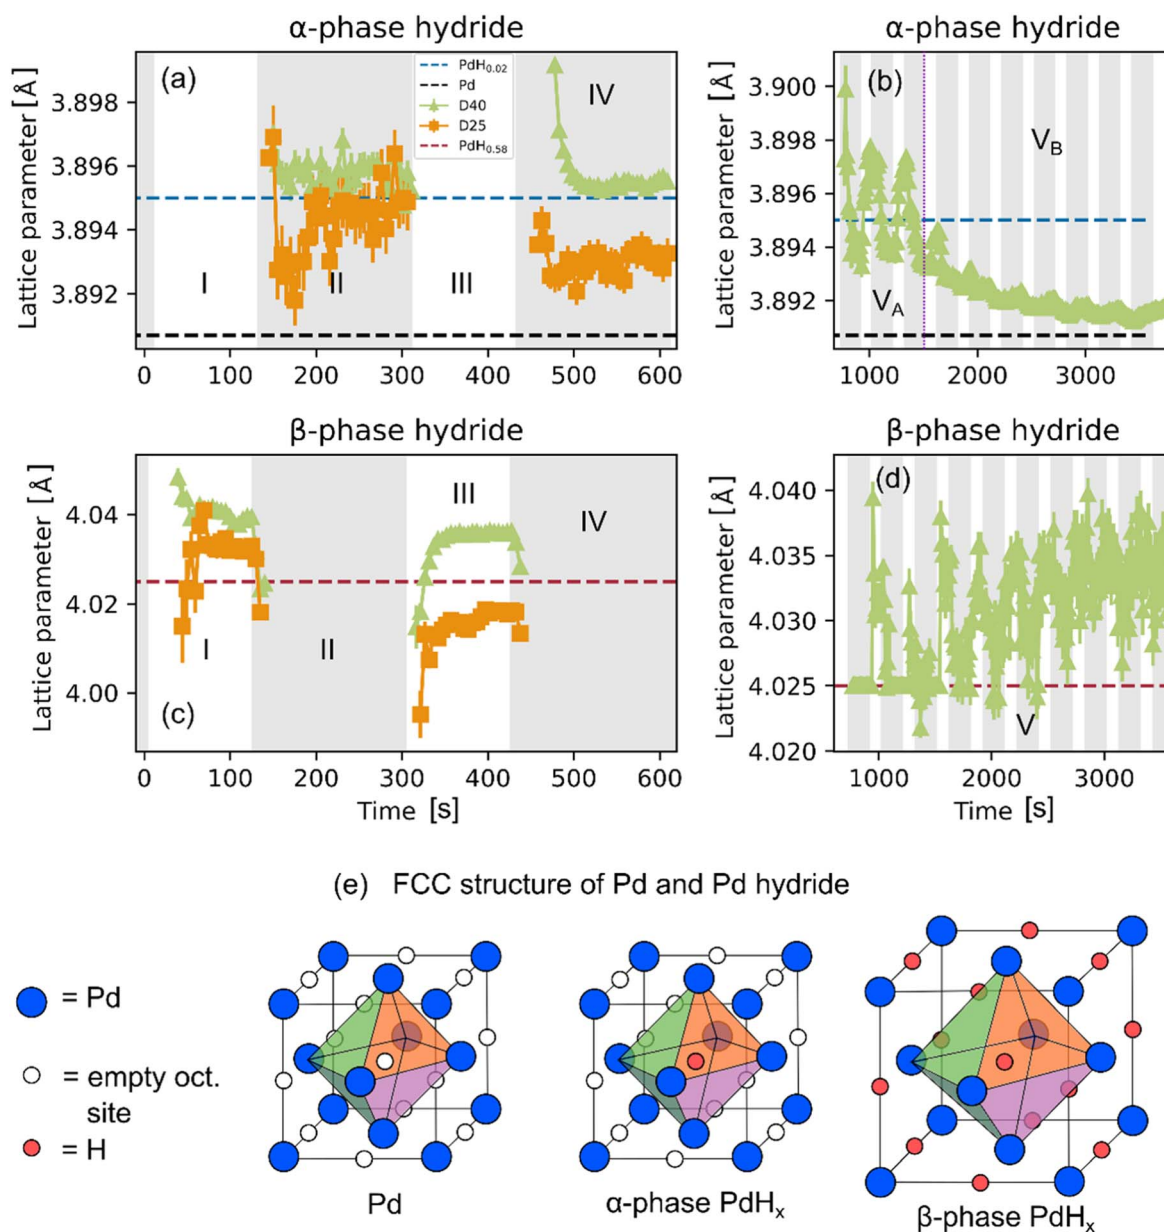 α-phase hydride
Lattice parameter [Å]
3.898
3.896
3.894
3.892
(a)
PdH0.02
Pd
D40
D25
PdH0.58
I
II
III
IV
0 100 200 300 400 500 600
α-phase hydride
Lattice parameter [Å]
3.900
3.898
3.896
3.894
3.892
(b)
VA
VB
1000 2000 3000
β-phase hydride
Lattice parameter [Å]
4.04
4.02
4.00
(c)
I
II
III
IV
0 100 200 300 400 500 600
Time [s]
β-phase hydride
Lattice parameter [Å]
4.040
4.035
4.030
4.025
4.020
(d)
V
1000 2000 3000
Time [s]
(e) FCC structure of Pd and Pd hydride
= Pd
= empty oct.
site
= H
Pd
α-phase PdHx
β-phase PdHx